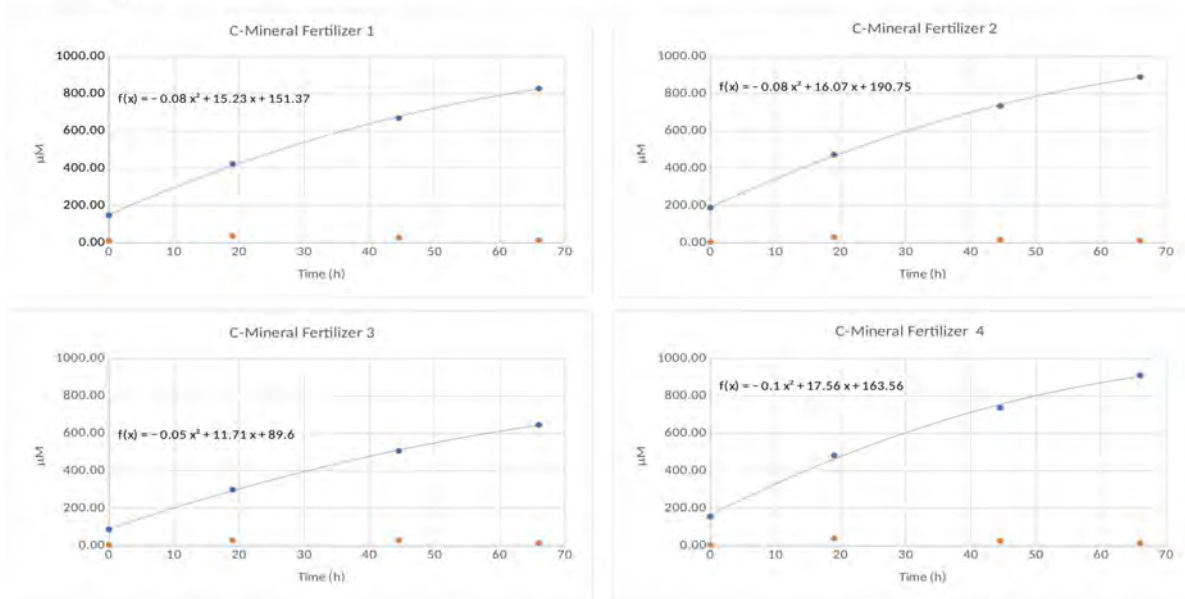 C-Mineral Fertilizer 1
1000.00
800.00
600.00
400.00
200.00
0.00
µM
f(x) = − 0.08 x² + 15.23 x + 151.37
0 10 20 30 40 50 60 70
Time (h)
C-Mineral Fertilizer 2
1000.00
800.00
600.00
400.00
200.00
0.00
µM
f(x) = − 0.08 x² + 16.07 x + 190.75
0 10 20 30 40 50 60 70
Time (h)
C-Mineral Fertilizer 3
1000.00
800.00
600.00
400.00
200.00
0.00
µM
f(x) = − 0.05 x² + 11.71 x + 89.6
0 10 20 30 40 50 60 70
Time (h)
C-Mineral Fertilizer 4
1000.00
800.00
600.00
400.00
200.00
0.00
µM
f(x) = − 0.1 x² + 17.56 x + 163.56
0 10 20 30 40 50 60 70
Time (h)